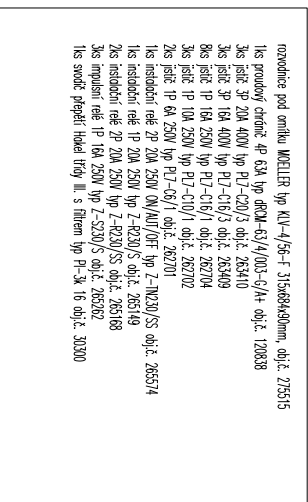 rozvodnice pod omítku MOELLER typ KLV-4/56-F 315x684x90mm, obj.č. 275515
1ks proudový chránič 4P 63A typ dRCM-63/4/003-G/A+ obj.č. 120838
3ks jistič 3P 20A 400V typ PL7-C20/3 obj.č. 263410
3ks jistič 3P 16A 400V typ PL7-C16/3 obj.č. 263409
8ks jistič 1P 16A 250V typ PL7-C16/1 obj.č. 262704
3ks jistič 1P 10A 250V typ PL7-C10/1 obj.č. 262702
2ks jistič 1P 6A 250V typ PL7-C6/1 obj.č. 262701
1ks instalační relé 2P 20A 250V ON/AUT/OFF typ Z-TN230/SS obj.č. 265574
1ks instalační relé 1P 20A 250V typ Z-R230/S obj.č. 265149
2ks instalační relé 2P 20A 250V typ Z-R230/SS obj.č. 265168
3ks impulsní relé 1P 16A 250V typ Z-S230/S obj.č. 265262
1ks svodič přepětí Hakel třídy III. s filtrem typ PI-3k 16 obj.č. 30300